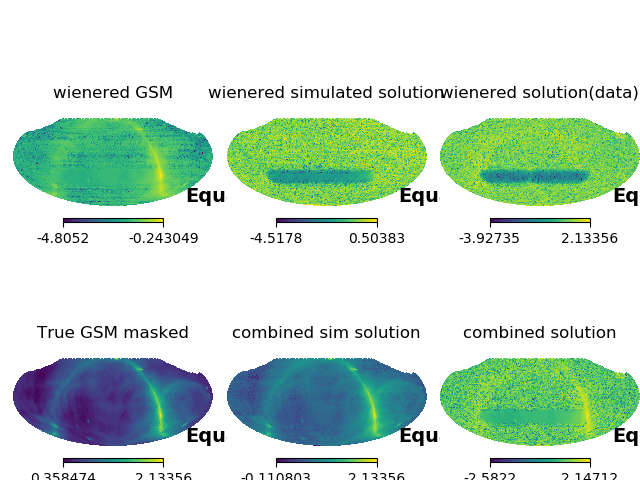 wienered GSM
wienered simulated solution
wienered solution(data)
Equ
Equ
Eq
-4.8052 -0.243049
-4.5178 0.50383
-3.92735 2.13356
True GSM masked
combined sim solution
combined solution
Equ
Equ
Eq
0.358474 2.13356
-0.110803 2.13356
-2.5822 2.14712